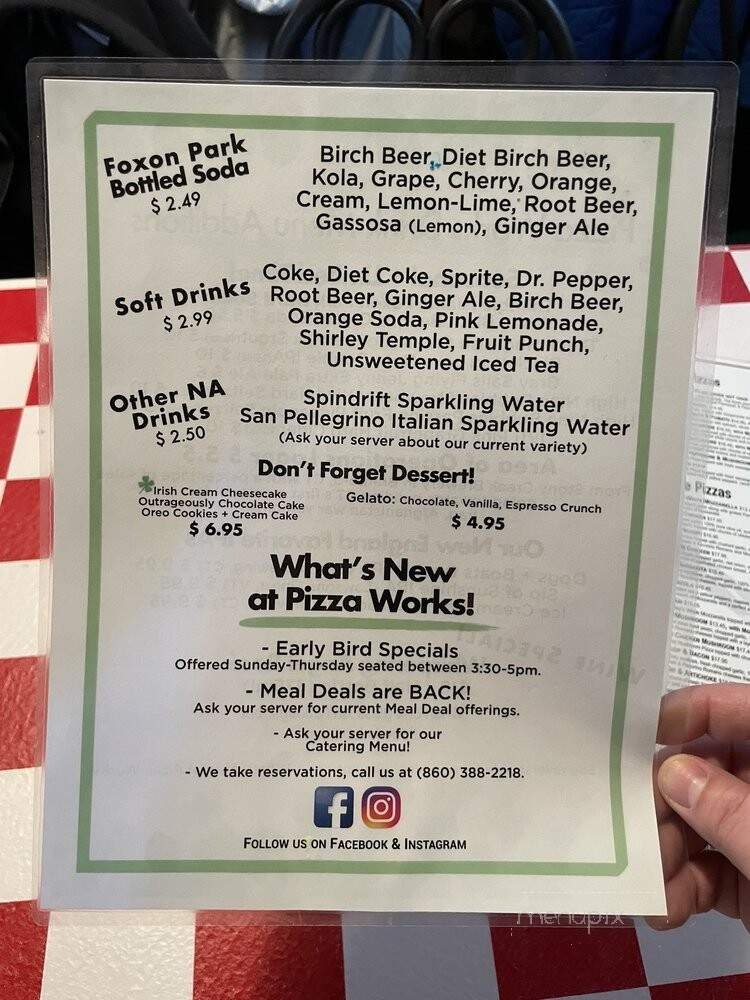 Foxon Park
Bottled Soda
$ 2.49
Birch Beer, Diet Birch Beer,
Kola, Grape, Cherry, Orange,
Cream, Lemon-Lime, Root Beer,
Gassosa (Lemon), Ginger Ale
Soft Drinks
$ 2.99
Coke, Diet Coke, Sprite, Dr. Pepper,
Root Beer, Ginger Ale, Birch Beer,
Orange Soda, Pink Lemonade,
Shirley Temple, Fruit Punch,
Unsweetened Iced Tea
Other NA
Drinks
$ 2.50
Spindrift Sparkling Water
San Pellegrino Italian Sparkling Water
(Ask your server about our current variety)
Don't Forget Dessert!
Irish Cream Cheesecake
Outrageously Chocolate Cake
Oreo Cookies + Cream Cake
$ 6.95
Gelato: Chocolate, Vanilla, Espresso Crunch
$ 4.95
What's New
at Pizza Works!
- Early Bird Specials
Offered Sunday-Thursday seated between 3:30-5pm.
- Meal Deals are BACK!
Ask your server for current Meal Deal offerings.
- Ask your server for our
Catering Menu!
- We take reservations, call us at (860) 388-2218.
Follow us on Facebook & Instagram
menupix
Pizzas